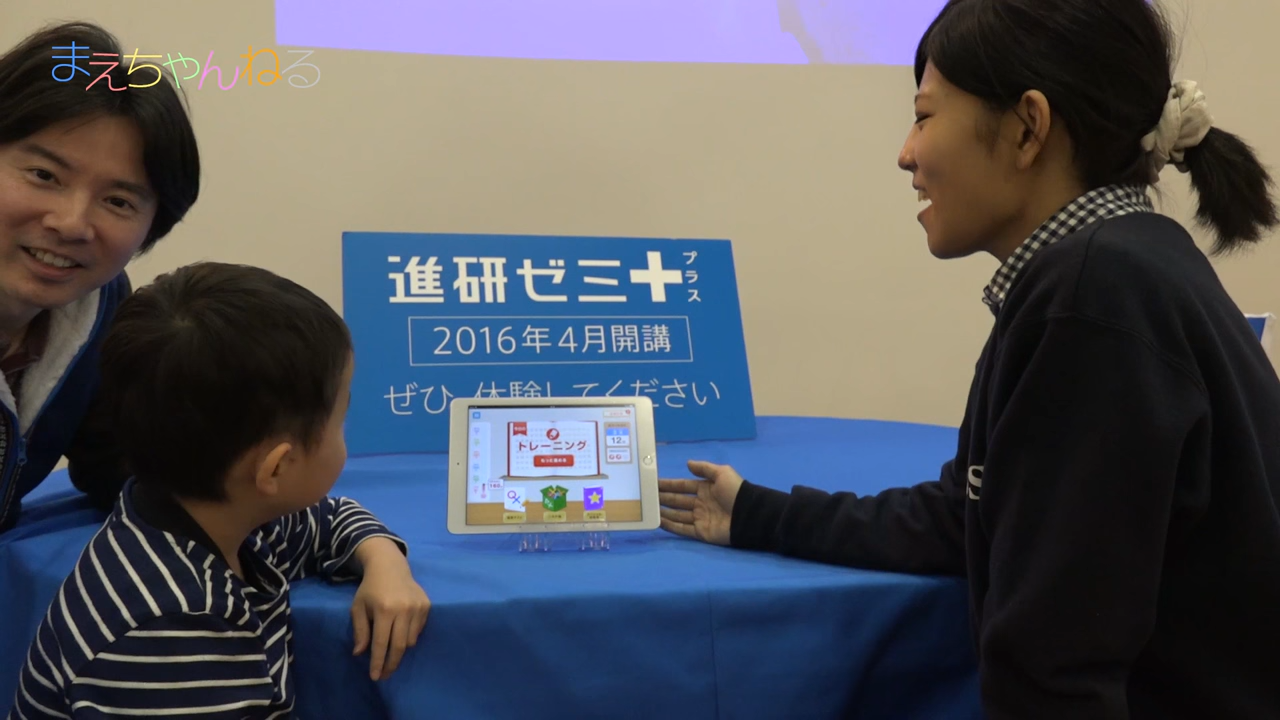 まえちゃんねる
進研ゼミ＋プラス
2016年4月開講
ぜひ 体験してください
トレーニング
12
S